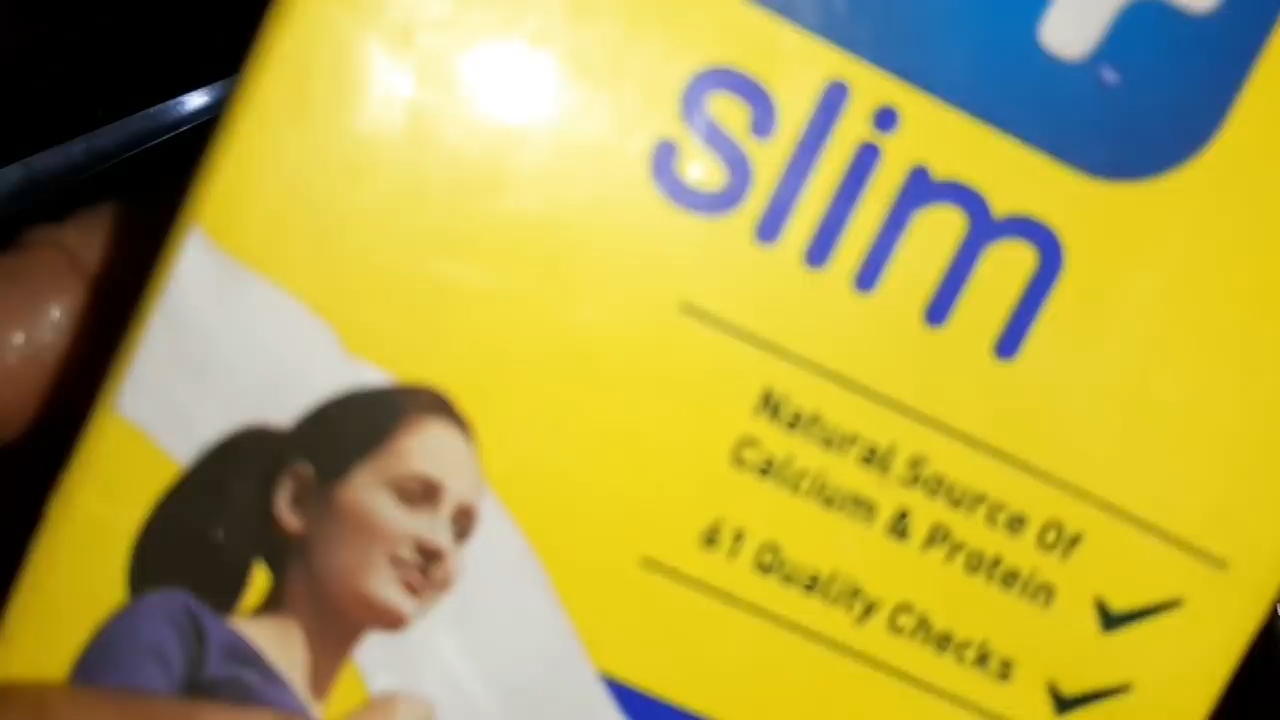 slim
Natural Source Of
Calcium & Protein
61 Quality Checks